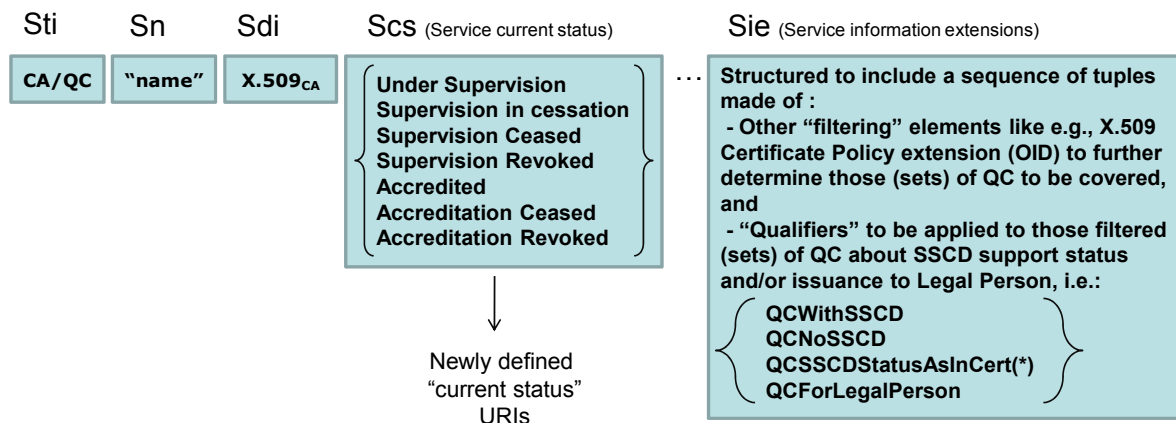 Sti
Sn
Sdi
Scs (Service current status)
Sie (Service information extensions)
CA/QC
“name”
X.509CA
Under Supervision
Supervision in cessation
Supervision Ceased
Supervision Revoked
Accredited
Accreditation Ceased
Accreditation Revoked
…
Structured to include a sequence of tuples
made of :
- Other “filtering” elements like e.g., X.509
Certificate Policy extension (OID) to further
determine those (sets) of QC to be covered,
and
- “Qualifiers” to be applied to those filtered
(sets) of QC about SSCD support status
and/or issuance to Legal Person, i.e.:
QCWithSSCD
QCNoSSCD
QCSSCDStatusAsInCert(*)
QCForLegalPerson
Newly defined
“current status”
URIs